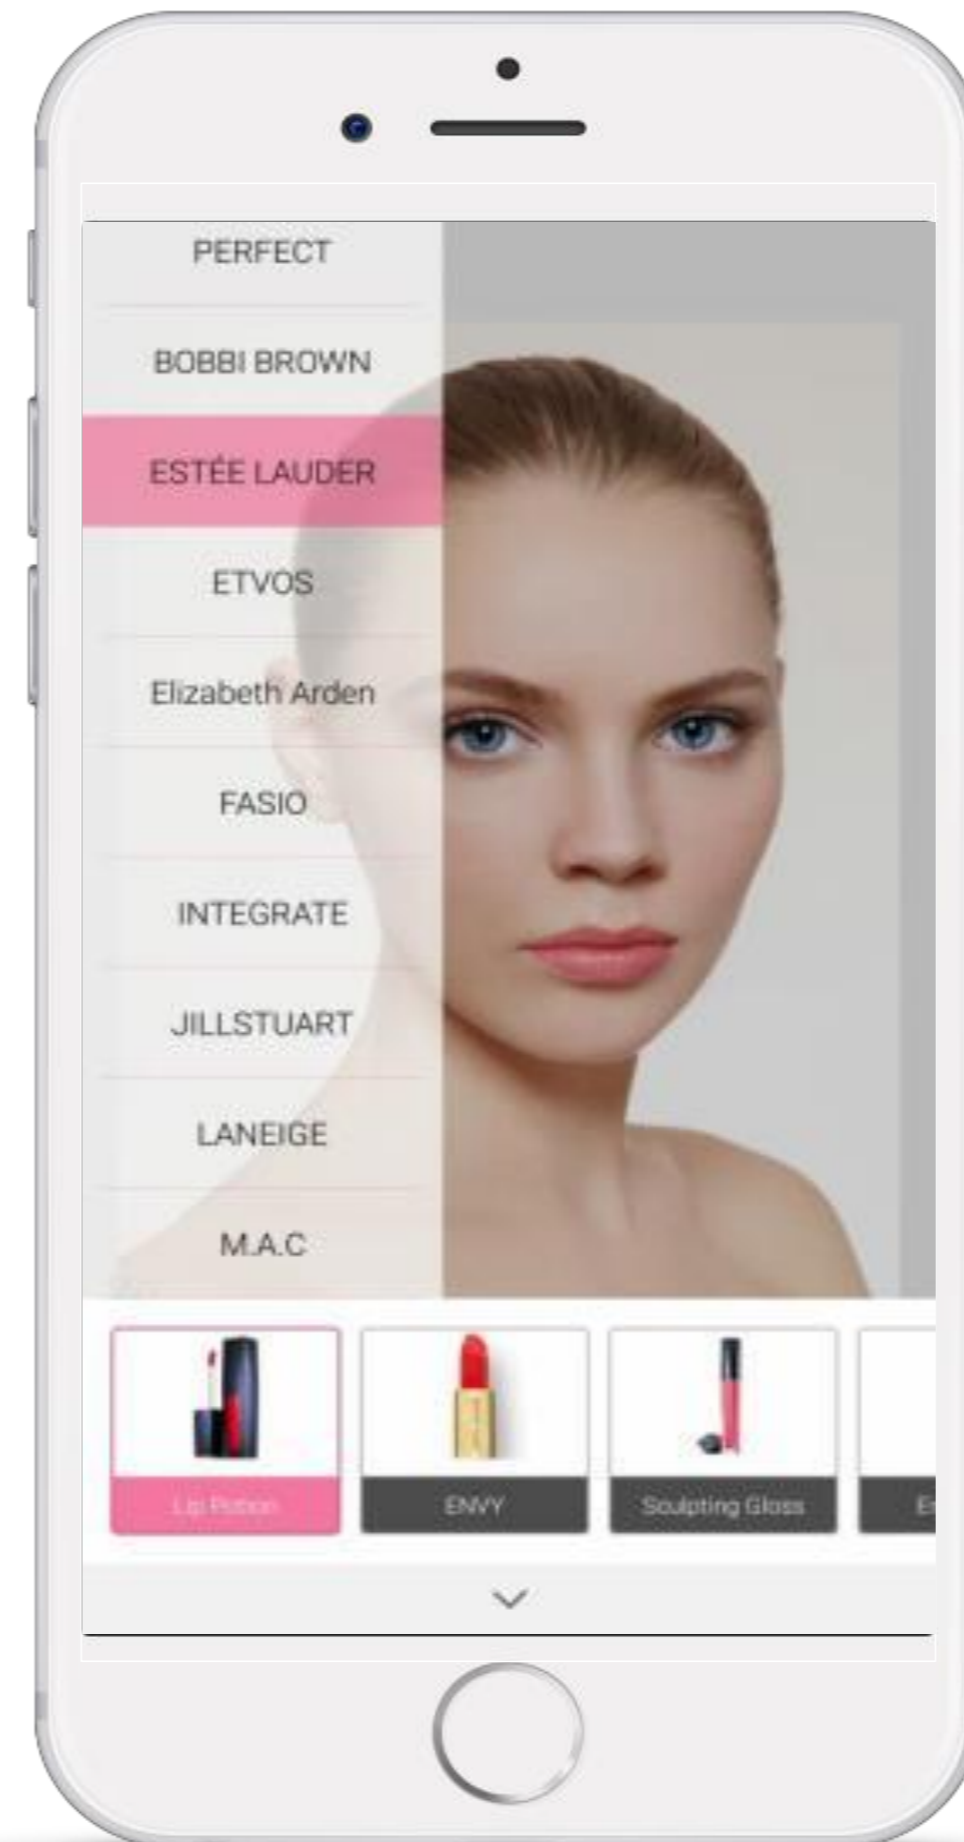 PERFECT
BOBBI BROWN
ESTÉE LAUDER
ETVOS
Elizabeth Arden
FASIO
INTEGRATE
JILLSTUART
LANEIGE
M.A.C
Lip Potion
ENVY
Sculpting Gloss